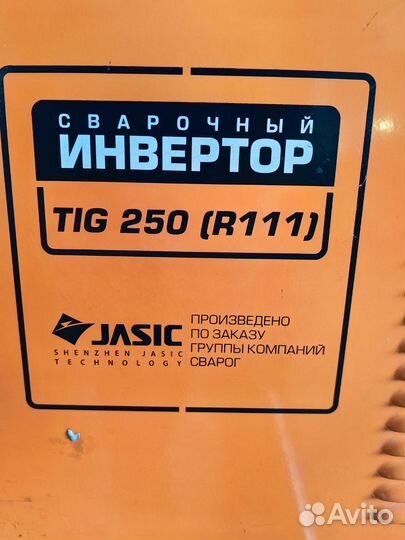 СВАРОЧНЫЙ
ИНВЕРТОР
TIG 250 (R111)
JASIC
SHENZHEN JASIC
TECHNOLOGY
ПРОИЗВЕДЕНО
ПО ЗАКАЗУ
ГРУППЫ КОМПАНИЙ
СВАРОГ
Avito